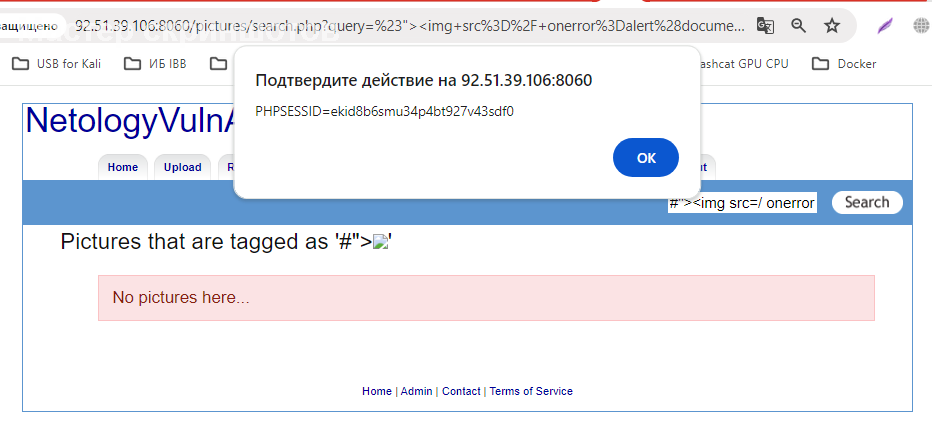 защищено
92.51.39.106:8060/pictures/search.php?query=%23"><img+src%3D%2F+onerror%3Dalert%28docume...
USB for Kali
ИБ IBB
ashcat GPU CPU
Docker
Подтвердите действие на 92.51.39.106:8060
PHPSESSID=ekid8b6smu34p4bt927v43sdf0
OK
NetologyVulnA
Home
Upload
R
ut
#"><img src=/ onerror
Search
Pictures that are tagged as '#">'
No pictures here...
Home | Admin | Contact | Terms of Service